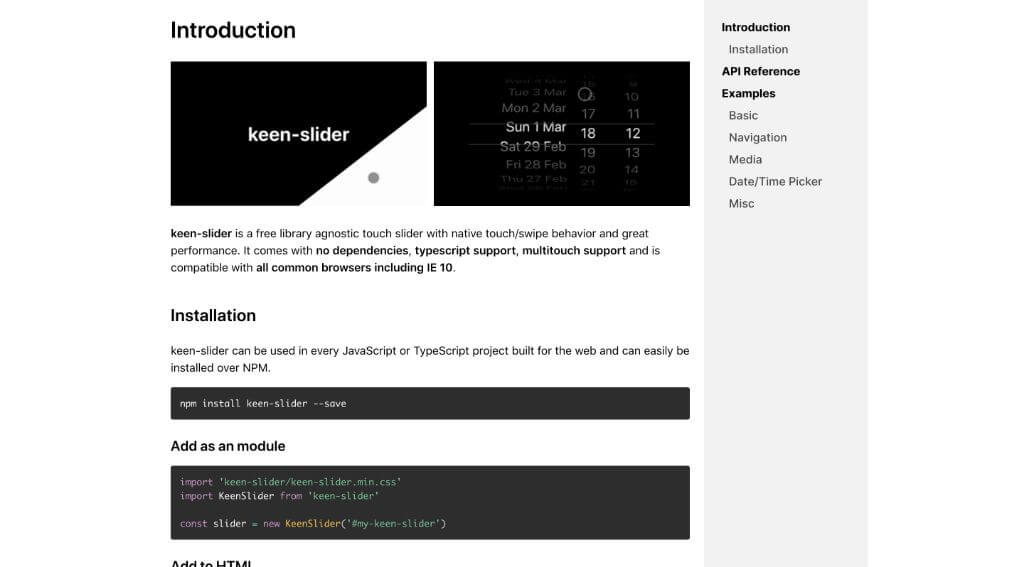 Introduction
keen-slider
Wed 4 Mar
Tue 3 Mar 16 10
Mon 2 Mar 17 11
Sun 1 Mar 18 12
Sat 29 Feb 19 13
Fri 28 Feb 20 14
Thu 27 Feb 21 15
keen-slider is a free library agnostic touch slider with native touch/swipe behavior and great
performance. It comes with no dependencies, typescript support, multitouch support and is
compatible with all common browsers including IE 10.
Installation
keen-slider can be used in every JavaScript or TypeScript project built for the web and can easily be
installed over NPM.
npm install keen-slider --save
Add as an module
import 'keen-slider/keen-slider.min.css'
import KeenSlider from 'keen-slider'
const slider = new KeenSlider('#my-keen-slider')
Add to HTML
Introduction
Installation
API Reference
Examples
Basic
Navigation
Media
Date/Time Picker
Misc